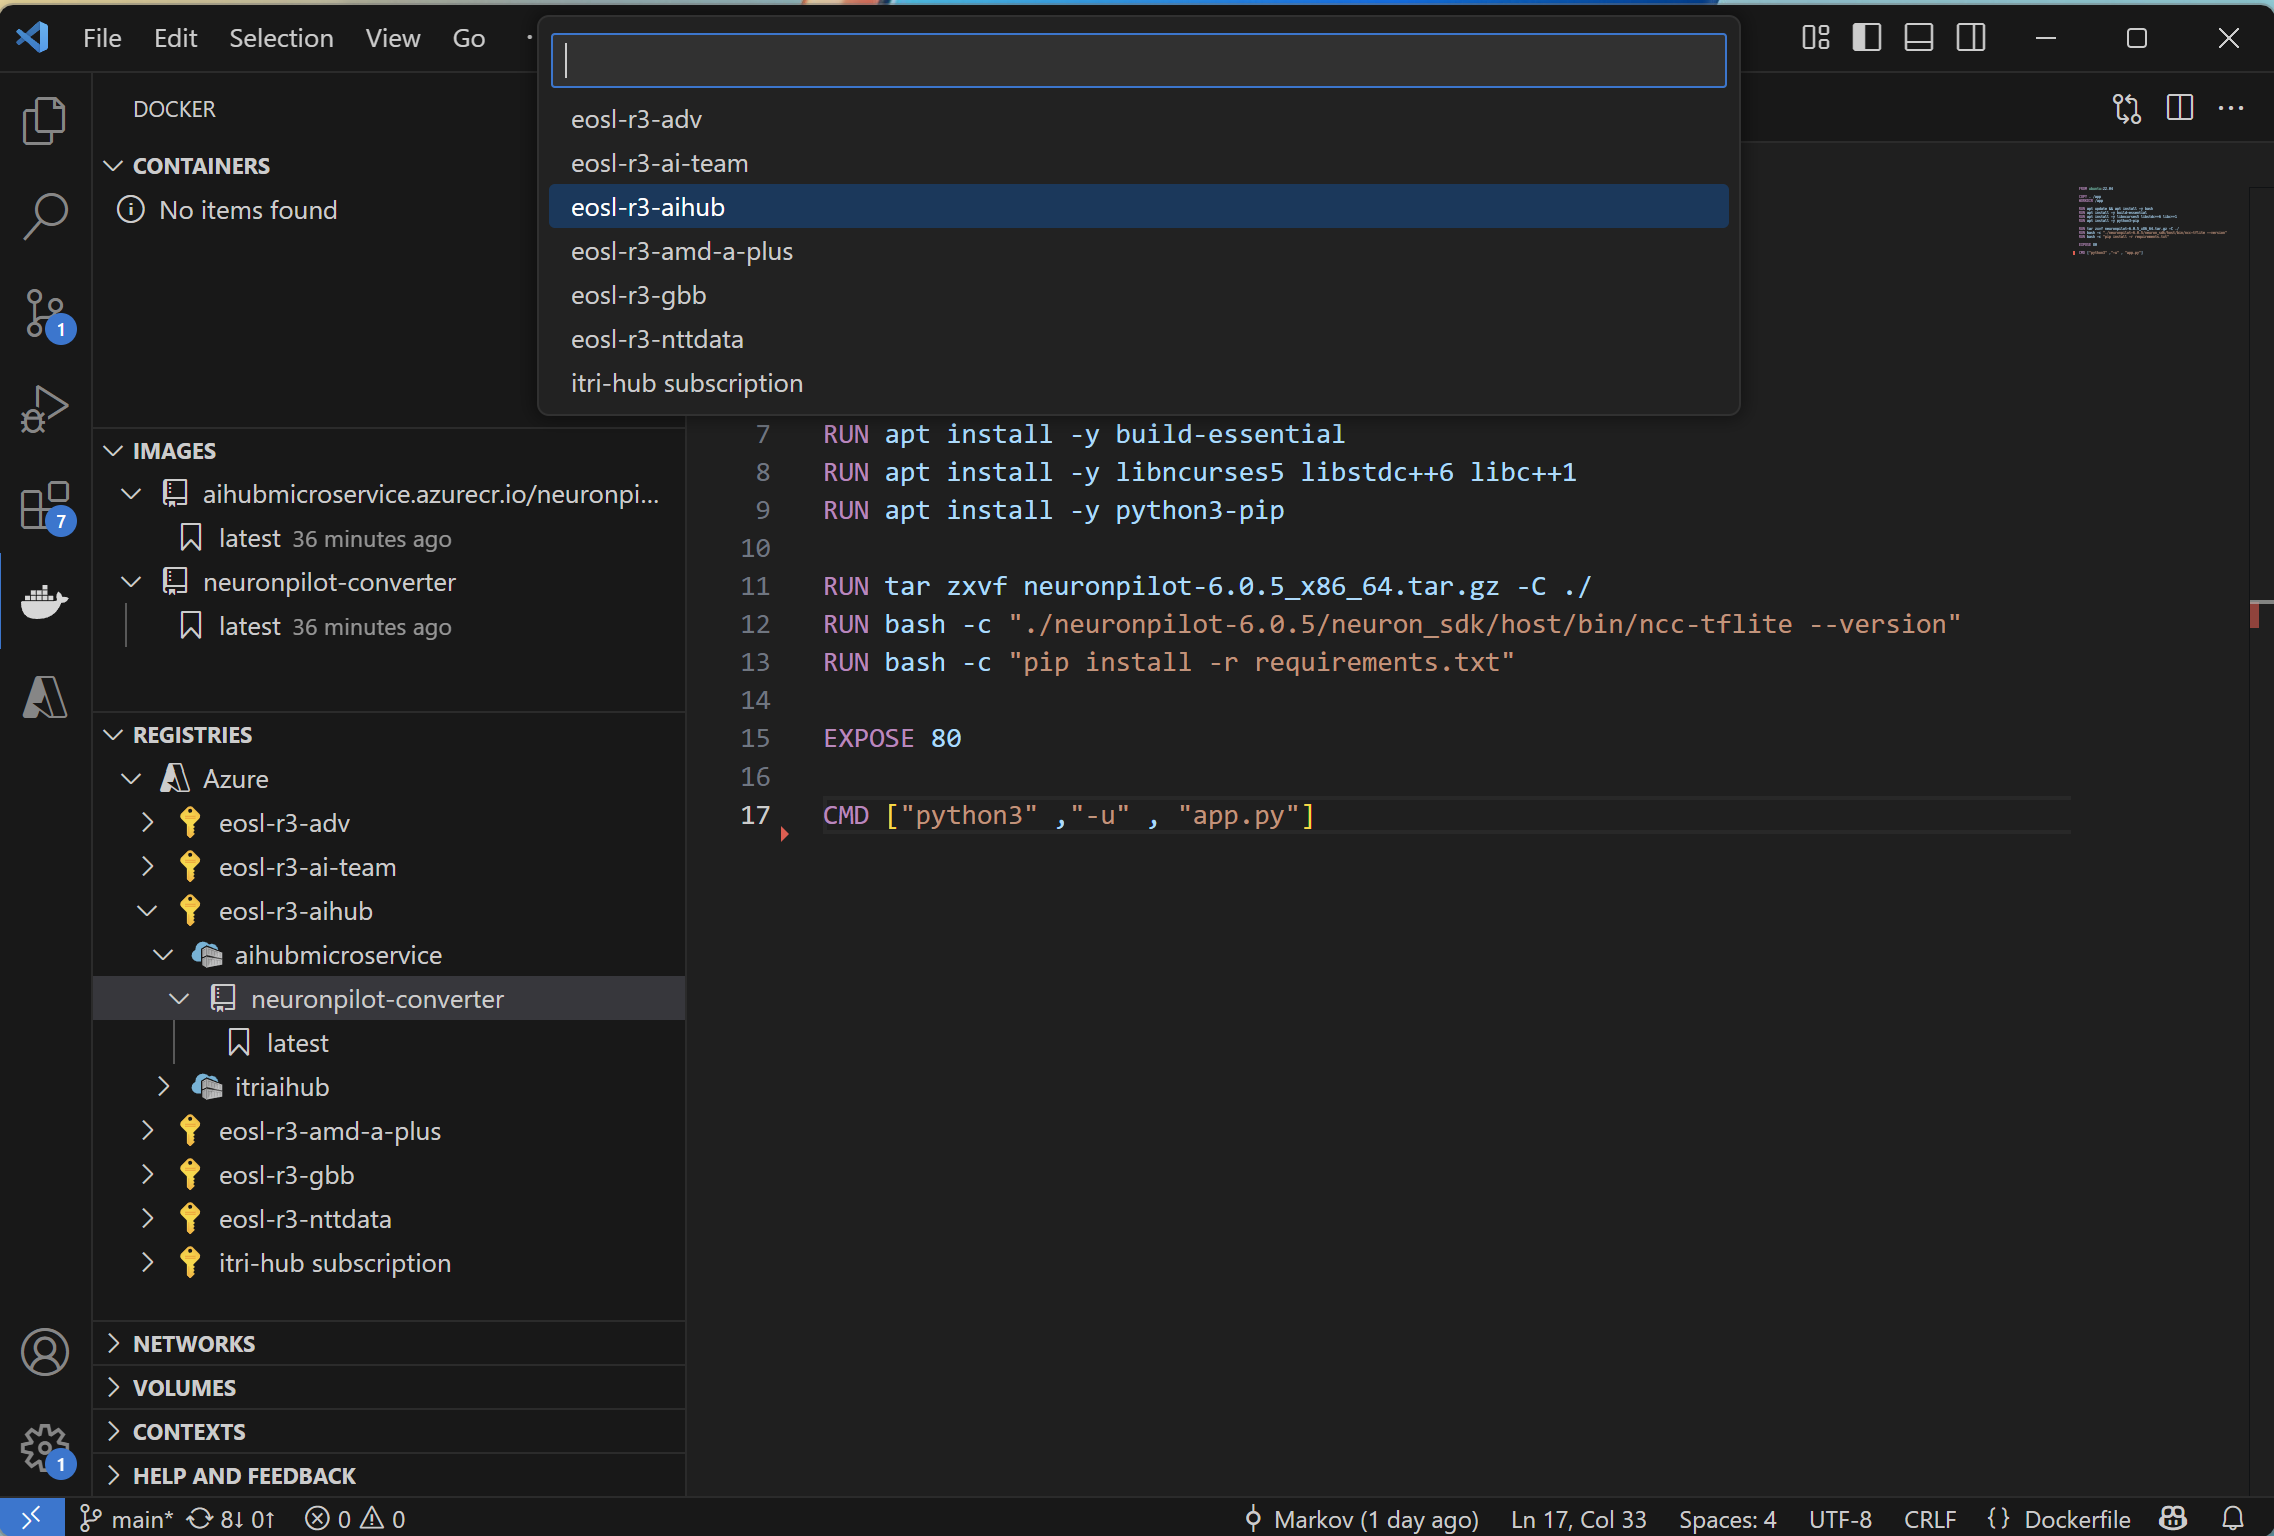 File Edit Selection View Go
eosl-r3-adv
eosl-r3-ai-team
eosl-r3-aihub
eosl-r3-amd-a-plus
eosl-r3-gbb
eosl-r3-nttdata
itri-hub subscription
DOCKER
CONTAINERS
No items found
IMAGES
aihubmicroservice.azurecr.io/neuronpi...
latest 36 minutes ago
neuronpilot-converter
latest 36 minutes ago
REGISTRIES
Azure
eosl-r3-adv
eosl-r3-ai-team
eosl-r3-aihub
aihubmicroservice
neuronpilot-converter
latest
itriaihub
eosl-r3-amd-a-plus
eosl-r3-gbb
eosl-r3-nttdata
itri-hub subscription
NETWORKS
VOLUMES
CONTEXTS
HELP AND FEEDBACK
1
7
1
7 RUN apt install -y build-essential
8 RUN apt install -y libncurses5 libstdc++6 libc++1
9 RUN apt install -y python3-pip
10
11 RUN tar zxvf neuronpilot-6.0.5_x86_64.tar.gz -C ./
12 RUN bash -c "./neuronpilot-6.0.5/neuron_sdk/host/bin/ncc-tflite --version"
13 RUN bash -c "pip install -r requirements.txt"
14
15 EXPOSE 80
16
17 CMD ["python3" ,"-u" , "app.py"]
main* 8↓ 0↑ 0 0 Markov (1 day ago) Ln 17, Col 33 Spaces: 4 UTF-8 CRLF {} Dockerfile